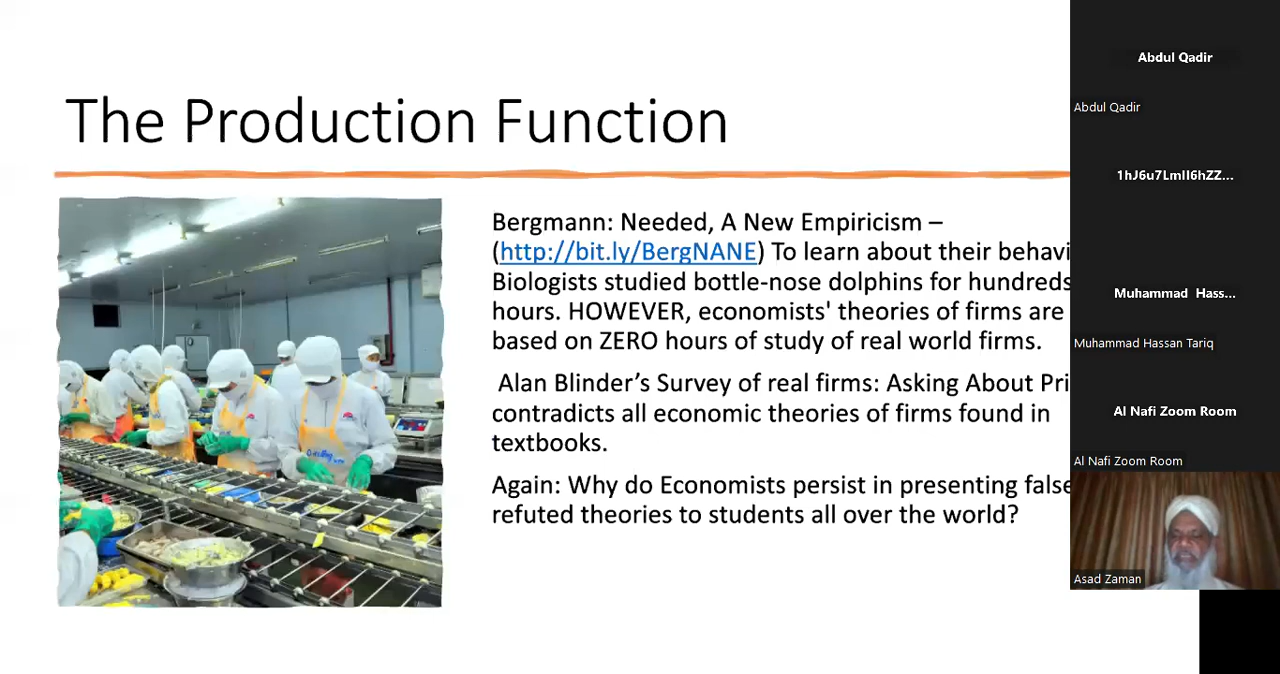 The Production Function
Bergmann: Needed, A New Empiricism –
(http://bit.ly/BergNANE) To learn about their behavi
Biologists studied bottle-nose dolphins for hundreds
hours. HOWEVER, economists' theories of firms are
based on ZERO hours of study of real world firms.
Alan Blinder’s Survey of real firms: Asking About Pri
contradicts all economic theories of firms found in
textbooks.
Again: Why do Economists persist in presenting false
refuted theories to students all over the world?
Abdul Qadir
Abdul Qadir
Muhammad Hass...
Muhammad Hassan Tariq
Al Nafi Zoom Room
Al Nafi Zoom Room
Asad Zaman